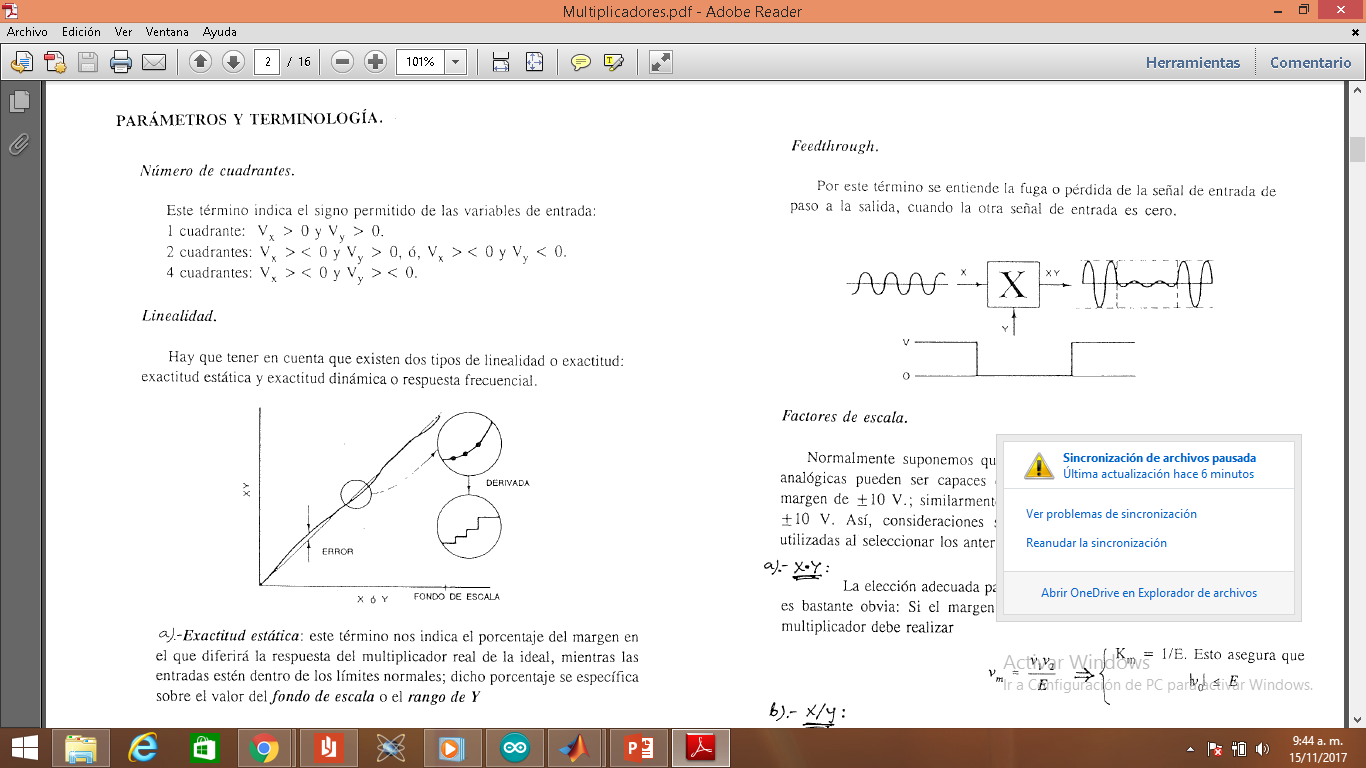 Multiplicadores.pdf - Adobe Reader
Archivo Edición Ver Ventana Ayuda
2 / 16 101% Herramientas Comentario
PARÁMETROS Y TERMINOLOGÍA.
Número de cuadrantes.
Este término indica el signo permitido de las variables de entrada:
1 cuadrante: Vx > 0 y Vy > 0.
2 cuadrantes: Vx >< 0 y Vy > 0, ó, Vx >< 0 y Vy < 0.
4 cuadrantes: Vx >< 0 y Vy >< 0.
Linealidad.
Hay que tener en cuenta que existen dos tipos de linealidad o exactitud:
exactitud estática y exactitud dinámica o respuesta frecuencial.
XY
ERROR
DERIVADA
X ó Y
FONDO DE ESCALA
a).-Exactitud estática: este término nos indica el porcentaje del margen en
el que diferirá la respuesta del multiplicador real de la ideal, mientras las
entradas estén dentro de los límites normales; dicho porcentaje se específica
sobre el valor del fondo de escala o el rango de Y
Feedthrough.
Por este término se entiende la fuga o pérdida de la señal de entrada de
paso a la salida, cuando la otra señal de entrada es cero.
X X XY
Y
V
O
Factores de escala.
Normalmente suponemos qu
analógicas pueden ser capaces
margen de ±10 V.; similarment
±10 V. Así, consideraciones s
utilizadas al seleccionar los anter
a).- X•Y:
La elección adecuada pa
es bastante obvia: Si el margen
multiplicador debe realizar
vm = v1v2/E ⇒ { Km = 1/E. Esto asegura que
|v0| ≤ E
b).- X/y:
Sincronización de archivos pausada
Última actualización hace 6 minutos
Ver problemas de sincronización
Reanudar la sincronización
Abrir OneDrive en Explorador de archivos
Activar Windows
Ir a Configuración de PC para activar Windows.
9:44 a. m.
15/11/2017